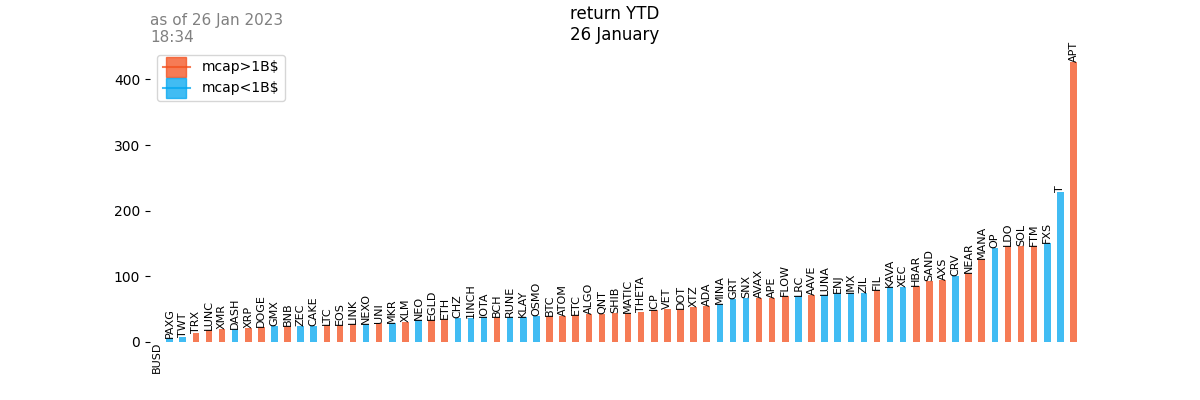 as of 26 Jan 2023
18:34
return YTD
26 January
mcap>1B$
mcap<1B$
400
300
200
100
0
BUSD
PAXG
TWT
TRX
LUNC
XMR
DASH
XRP
DOGE
GMX
BNB
ZEC
CAKE
LTC
EOS
LINK
NEXO
UNI
MKR
XLM
NEO
EGLD
ETH
CHZ
1INCH
IOTA
BCH
RUNE
KLAY
OSMO
BTC
ATOM
ETC
ALGO
QNT
SHIB
MATIC
THETA
ICP
VET
DOT
XTZ
ADA
MINA
GRT
SNX
AVAX
APE
FLOW
LRC
AAVE
LUNA
ENJ
IMX
ZIL
FIL
KAVA
XEC
HBAR
SAND
AXS
CRV
NEAR
MANA
OP
LDO
SOL
FTM
FXS
T
APT